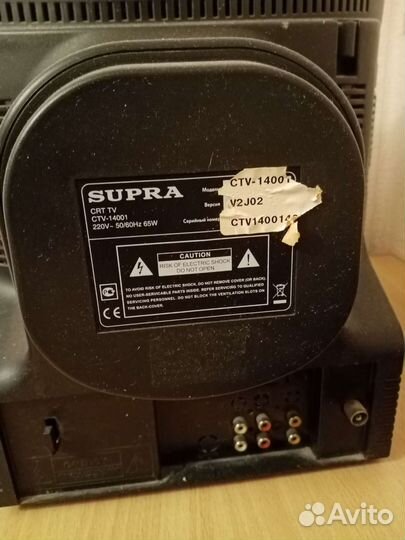 SUPRA
CRT TV
CTV-14001
220V~ 50/60Hz 65W
Модель CTV-14001
Версия V2J02
Серийный номер CTV1400140
CAUTION
RISK OF ELECTRIC SHOCK
DO NOT OPEN
TO AVOID RISK OF ELECTRIC SHOCK, DO NOT REMOVE COVER (OR BACK)
NO USER-SERVICABLE PARTS INSIDE. REFER SERVICING TO QUALIFIED
SERVICING PERSONNEL. DO NOT BLOCK THE VENTILATION SLOTS ON
THE BACK-COVER.
CE
Avito